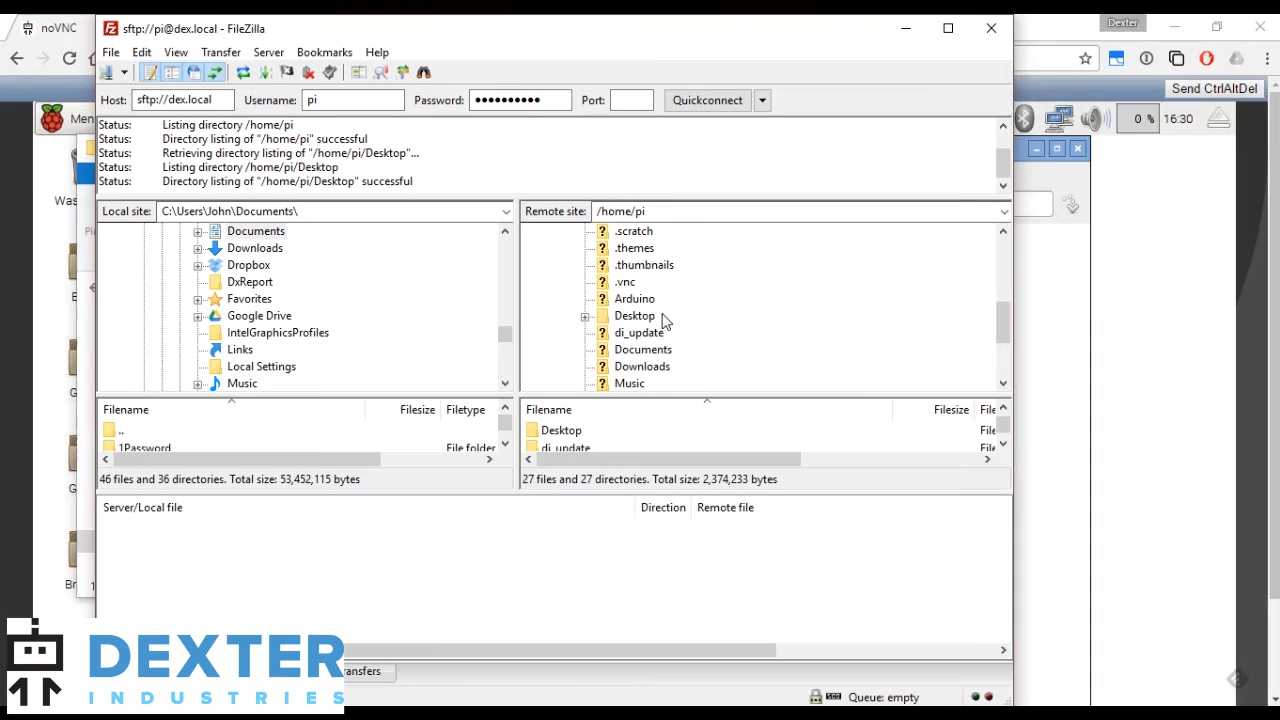 noVNC
sftp://pi@dex.local - FileZilla
Dexter
File Edit View Transfer Server Bookmarks Help
Send CtrlAltDel
Host: sftp://dex.local Username: pi Password: •••••••••• Port: Quickconnect
0 % 16:30
Status: Listing directory /home/pi
Status: Directory listing of "/home/pi" successful
Status: Retrieving directory listing of "/home/pi/Desktop"...
Status: Listing directory /home/pi/Desktop
Status: Directory listing of "/home/pi/Desktop" successful
Local site: C:\Users\John\Documents\
Remote site: /home/pi
Documents
Downloads
Dropbox
DxReport
Favorites
Google Drive
IntelGraphicsProfiles
Links
Local Settings
Music
.scratch
.themes
.thumbnails
.vnc
Arduino
Desktop
di_update
Documents
Downloads
Music
Filename Filesize Filetype
..
1Password File folder
46 files and 36 directories. Total size: 53,452,115 bytes
Filename Filesize File
Desktop File
di_update File
27 files and 27 directories. Total size: 2,374,233 bytes
Server/Local file Direction Remote file
Queue: empty
DEXTER
INDUSTRIES